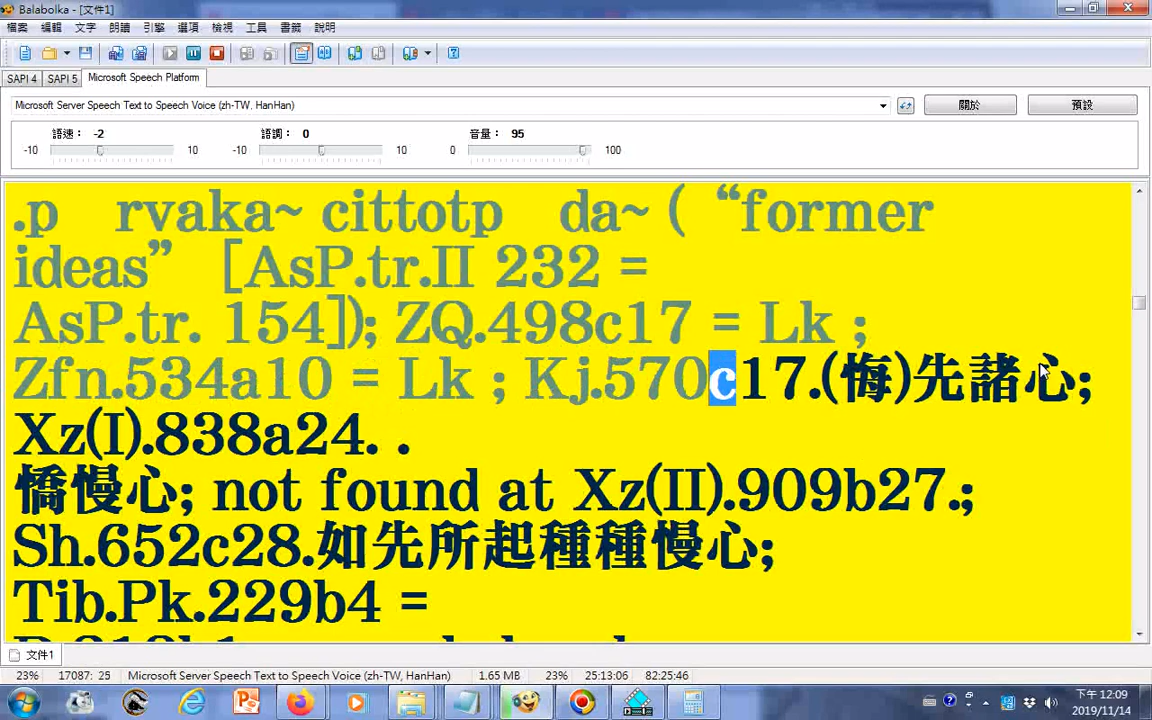 Balabolka - [文件1]
檔案 編輯 文字 朗讀 引擎 選項 檢視 工具 書籤 說明
SAPI 4 SAPI 5 Microsoft Speech Platform
Microsoft Server Speech Text to Speech Voice (zh-TW, HanHan) 關於 預設
語速： -2 語調： 0 音量： 95
-10 10 -10 10 0 100
.p rvaka~ cittotp da~ ( “former
ideas” [AsP.tr.II 232 =
AsP.tr. 154]); ZQ.498c17 = Lk ;
Zfn.534a10 = Lk ; Kj.570c17.(悔)先諸心;
Xz(I).838a24. .
憍慢心; not found at Xz(II).909b27.;
Sh.652c28.如先所起種種慢心;
Tib.Pk.229b4 =
文件1
23% 17087: 25 Microsoft Server Speech Text to Speech Voice (zh-TW, HanHan) 1.65 MB 23% 25:13:06 82:25:46
下午 12:09
2019/11/14